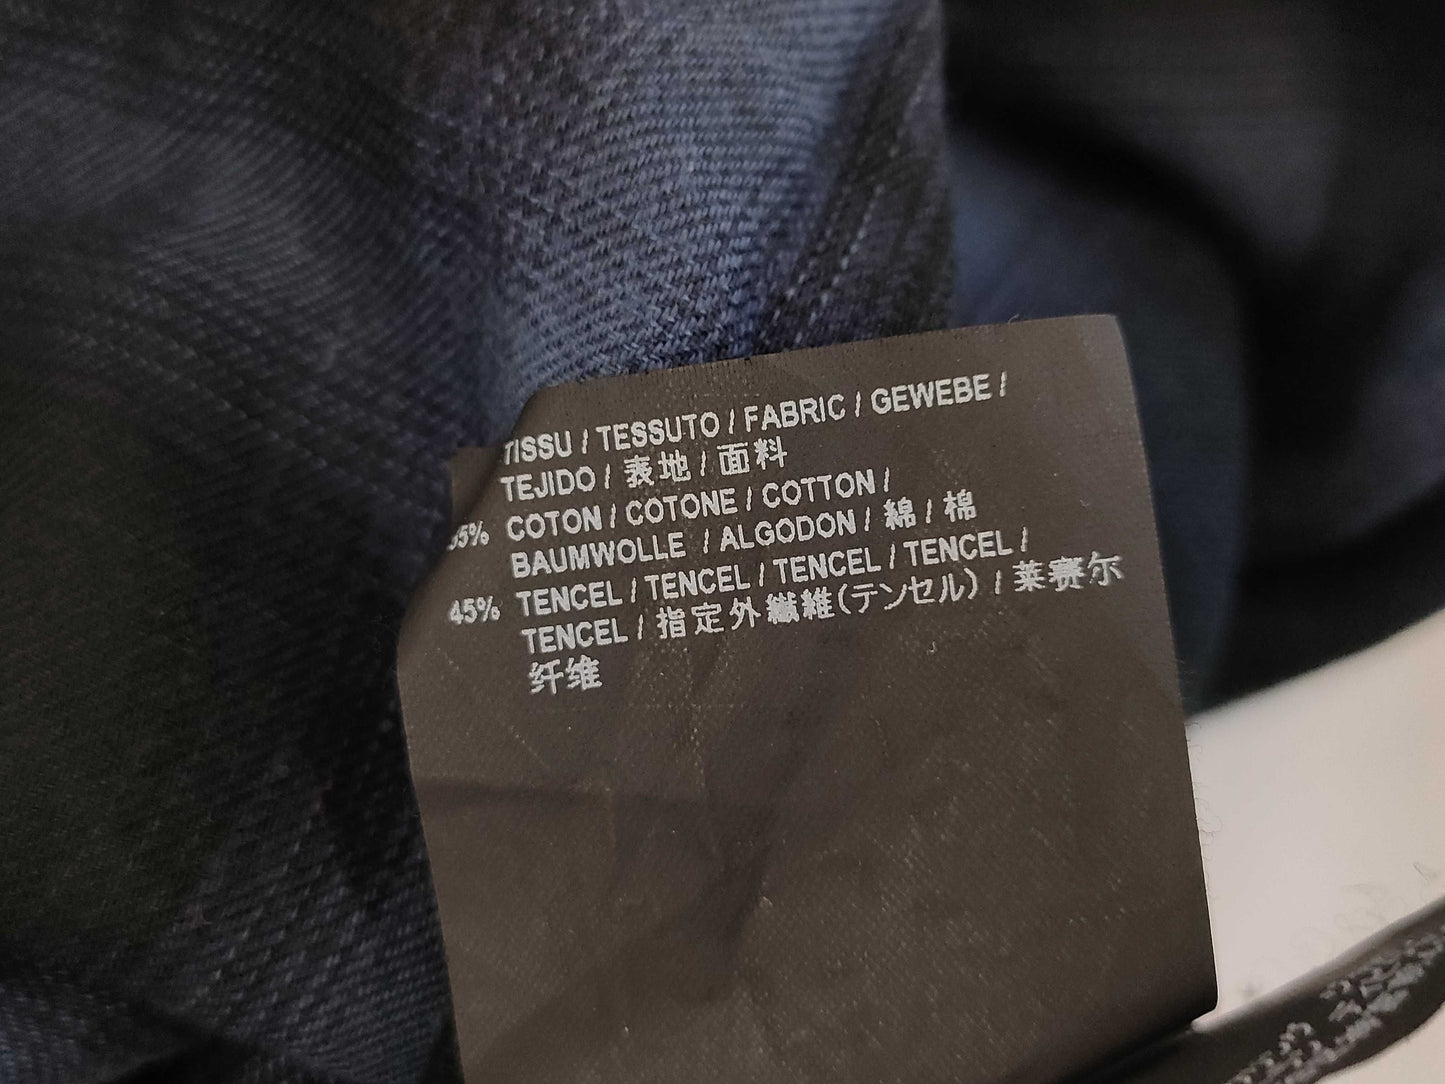 TISSU / TESSUTO / FABRIC / GEWEBE /
TEJIDO / 表地 / 面料
55% COTON / COTONE / COTTON /
BAUMWOLLE / ALGODON / 綿 / 棉
45% TENCEL / TENCEL / TENCEL / TENCEL /
TENCEL / 指定外繊維(テンセル) / 莱赛尔
纤维